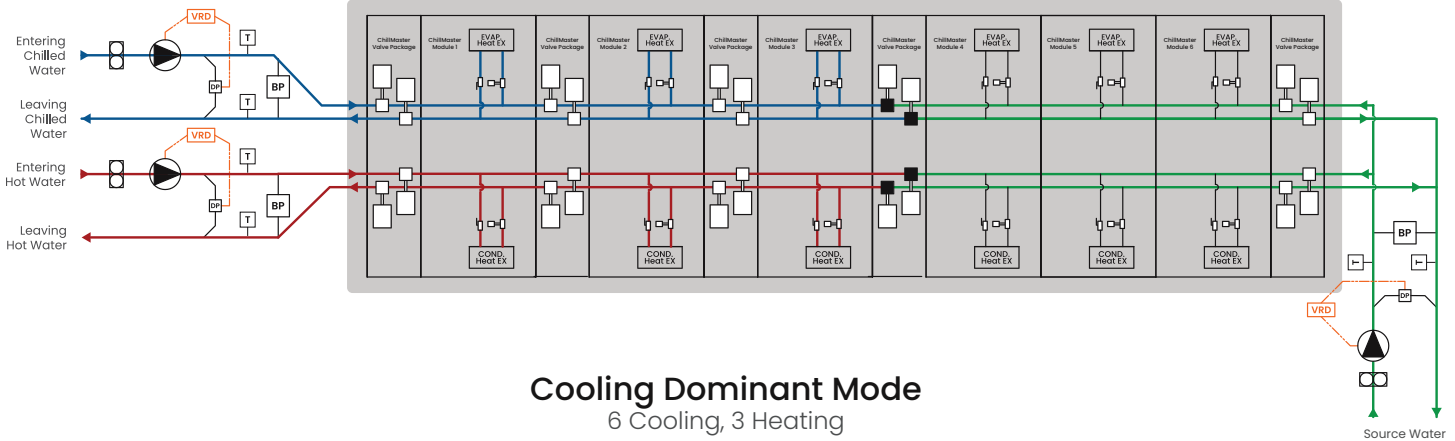 VRD
T
Entering
Chilled
Water
DP
BP
T
Leaving
Chilled
Water
VRD
T
Entering
Hot Water
DP
BP
T
Leaving
Hot Water
ChillMaster
Valve Package
ChillMaster
Module 1
EVAP.
Heat EX
ChillMaster
Valve Package
ChillMaster
Module 2
EVAP.
Heat EX
ChillMaster
Valve Package
ChillMaster
Module 3
EVAP.
Heat EX
ChillMaster
Valve Package
ChillMaster
Module 4
EVAP.
Heat EX
ChillMaster
Module 5
EVAP.
Heat EX
ChillMaster
Module 6
EVAP.
Heat EX
ChillMaster
Valve Package
COND.
Heat EX
COND.
Heat EX
COND.
Heat EX
COND.
Heat EX
COND.
Heat EX
COND.
Heat EX
BP
T
T
DP
VRD
Source Water
Cooling Dominant Mode
6 Cooling, 3 Heating